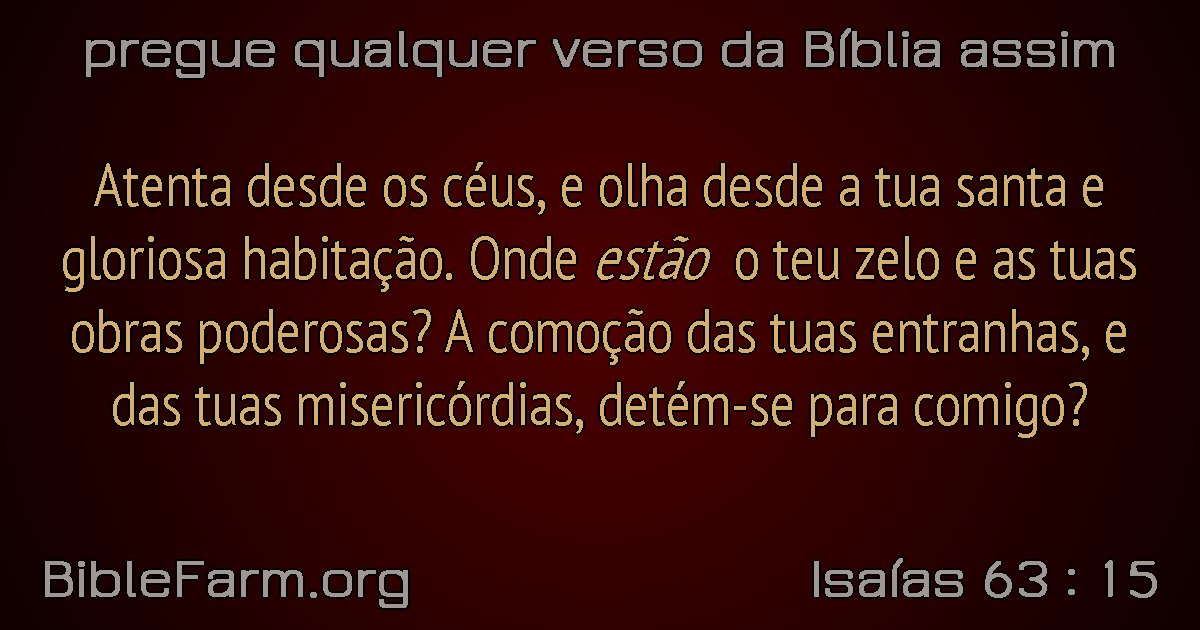 pregue qualquer verso da Bíblia assim
Atenta desde os céus, e olha desde a tua santa e
gloriosa habitação. Onde estão o teu zelo e as tuas
obras poderosas? A comoção das tuas entranhas, e
das tuas misericórdias, detém-se para comigo?
BibleFarm.org
Isaías 63 : 15